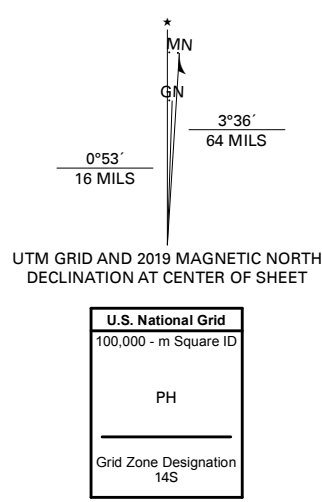 ★
MN
GN
3°36´
64 MILS
0°53´
16 MILS
UTM GRID AND 2019 MAGNETIC NORTH
DECLINATION AT CENTER OF SHEET
U.S. National Grid
100,000 - m Square ID
PH
Grid Zone Designation
14S